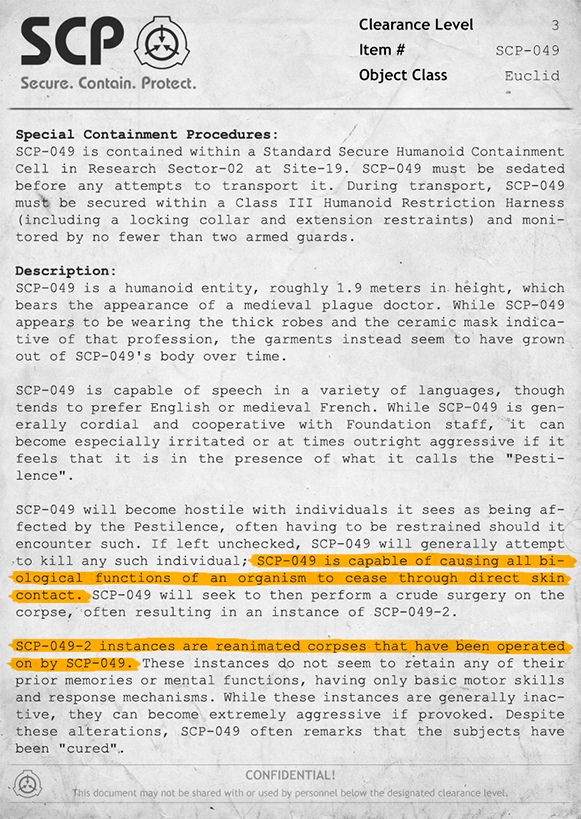 SCP
Secure. Contain. Protect.
Clearance Level 3
Item # SCP-049
Object Class Euclid
Special Containment Procedures:
SCP-049 is contained within a Standard Secure Humanoid Containment
Cell in Research Sector-02 at Site-19. SCP-049 must be sedated
before any attempts to transport it. During transport, SCP-049
must be secured within a Class III Humanoid Restriction Harness
(including a locking collar and extension restraints) and moni-
tored by no fewer than two armed guards.
Description:
SCP-049 is a humanoid entity, roughly 1.9 meters in height, which
bears the appearance of a medieval plague doctor. While SCP-049
appears to be wearing the thick robes and the ceramic mask indica-
tive of that profession, the garments instead seem to have grown
out of SCP-049's body over time.
SCP-049 is capable of speech in a variety of languages, though
tends to prefer English or medieval French. While SCP-049 is gen-
erally cordial and cooperative with Foundation staff, it can
become especially irritated or at times outright aggressive if it
feels that it is in the presence of what it calls the "Pesti-
lence".
SCP-049 will become hostile with individuals it sees as being af-
fected by the Pestilence, often having to be restrained should it
encounter such. If left unchecked, SCP-049 will generally attempt
to kill any such individual; SCP-049 is capable of causing all bi-
ological functions of an organism to cease through direct skin
contact. SCP-049 will seek to then perform a crude surgery on the
corpse, often resulting in an instance of SCP-049-2.
SCP-049-2 instances are reanimated corpses that have been operated
on by SCP-049. These instances do not seem to retain any of their
prior memories or mental functions, having only basic motor skills
and response mechanisms. While these instances are generally inac-
tive, they can become extremely aggressive if provoked. Despite
these alterations, SCP-049 often remarks that the subjects have
been "cured".
CONFIDENTIAL!
This document may not be shared with or used by personnel below the designated clearance level.